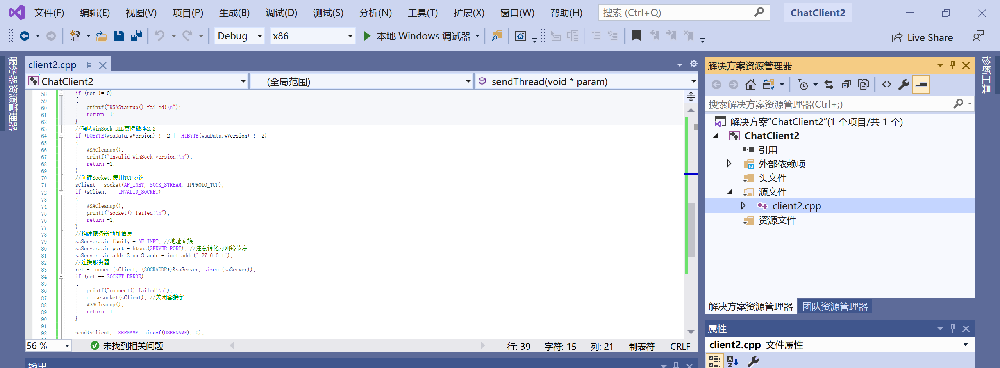 文件(F) 编辑(E) 视图(V) 项目(P) 生成(B) 调试(D) 测试(S) 分析(N) 工具(T) 扩展(X) 窗口(W) 帮助(H) 搜索 (Ctrl+Q) ChatClient2
Debug x86 本地 Windows 调试器 Live Share
服务器资源管理器
client2.cpp
ChatClient2 (全局范围) sendThread(void * param)
58 if (ret != 0)
59 {
60 printf("WSAStartup() failed!\n");
61 return -1;
62 }
63 //确认WinSock DLL支持版本2.2
64 if (LOBYTE(wsaData.wVersion) != 2 || HIBYTE(wsaData.wVersion) != 2)
65 {
66 WSACleanup();
67 printf("Invalid WinSock version!\n");
68 return -1;
69 }
70 //创建Socket,使用TCP协议
71 sClient = socket(AF_INET, SOCK_STREAM, IPPROTO_TCP);
72 if (sClient == INVALID_SOCKET)
73 {
74 WSACleanup();
75 printf("socket() failed!\n");
76 return -1;
77 }
78 //构建服务器地址信息
79 saServer.sin_family = AF_INET; //地址家族
80 saServer.sin_port = htons(SERVER_PORT); //注意转化为网络节序
81 saServer.sin_addr.S_un.S_addr = inet_addr("127.0.0.1");
82 //连接服务器
83 ret = connect(sClient, (SOCKADDR*)&saServer, sizeof(saServer));
84 if (ret == SOCKET_ERROR)
85 {
86 printf("connect() failed!\n");
87 closesocket(sClient); //关闭套接字
88 WSACleanup();
89 return -1;
90 }
91
92 send(sClient, USERNAME, sizeof(USERNAME), 0);
56 % 未找到相关问题 行: 39 字符: 15 列: 21 制表符 CRLF
输出
解决方案资源管理器
搜索解决方案资源管理器(Ctrl+;)
解决方案“ChatClient2”(1 个项目/共 1 个)
ChatClient2
引用
外部依赖项
头文件
源文件
client2.cpp
资源文件
解决方案资源管理器 团队资源管理器
属性
client2.cpp 文件属性
诊断工具